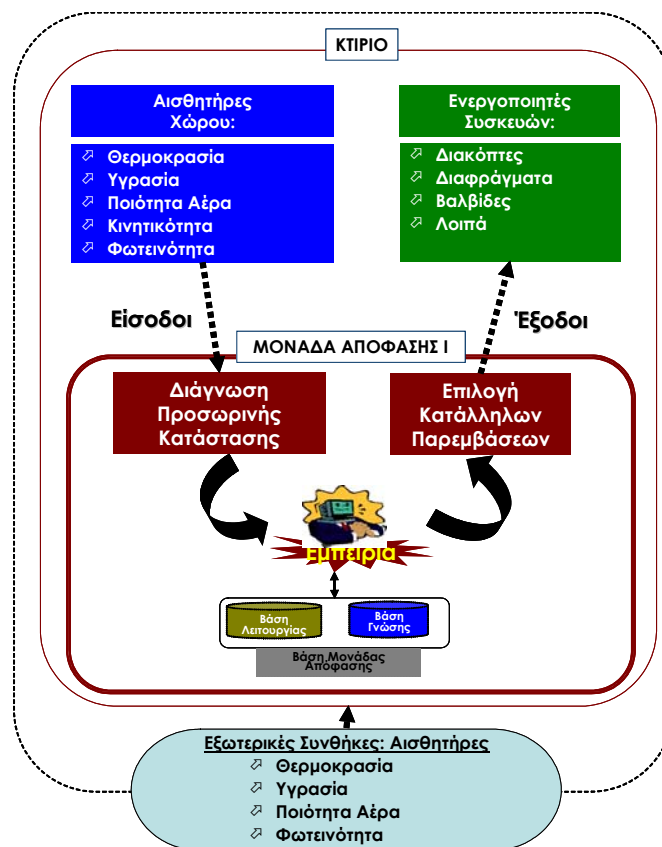 ΚΤΙΡΙΟ
Αισθητήρες
Χώρου:
Θερμοκρασία
Υγρασία
Ποιότητα Αέρα
Κινητικότητα
Φωτεινότητα
Ενεργοποιητές
Συσκευών:
Διακόπτες
Διαφράγματα
Βαλβίδες
Λοιπά
Είσοδοι
Έξοδοι
ΜΟΝΑΔΑ ΑΠΟΦΑΣΗΣ Ι
Διάγνωση
Προσωρινής
Κατάστασης
Επιλογή
Κατάλληλων
Παρεμβάσεων
Εμπειρία
Βάση
Λειτουργίας
Βάση
Γνώσης
Βάση Μονάδας
Απόφασης
Εξωτερικές Συνθήκες: Αισθητήρες
Θερμοκρασία
Υγρασία
Ποιότητα Αέρα
Φωτεινότητα